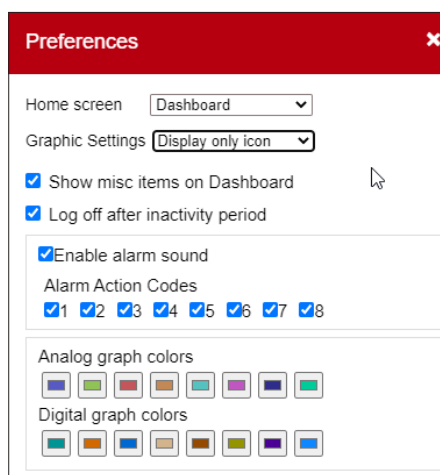 Preferences
Home screen Dashboard
Graphic Settings Display only icon
Show misc items on Dashboard
Log off after inactivity period
Enable alarm sound
Alarm Action Codes
1 2 3 4 5 6 7 8
Analog graph colors
Digital graph colors